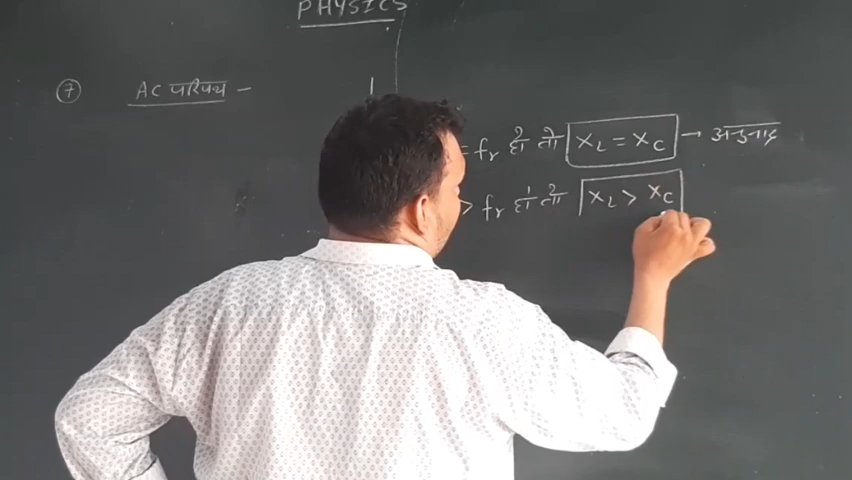 PHYSICS
(7) AC परिपथ -
= fr हो तो XL = XC → अनुनाद
> fr हो तो XL > XC